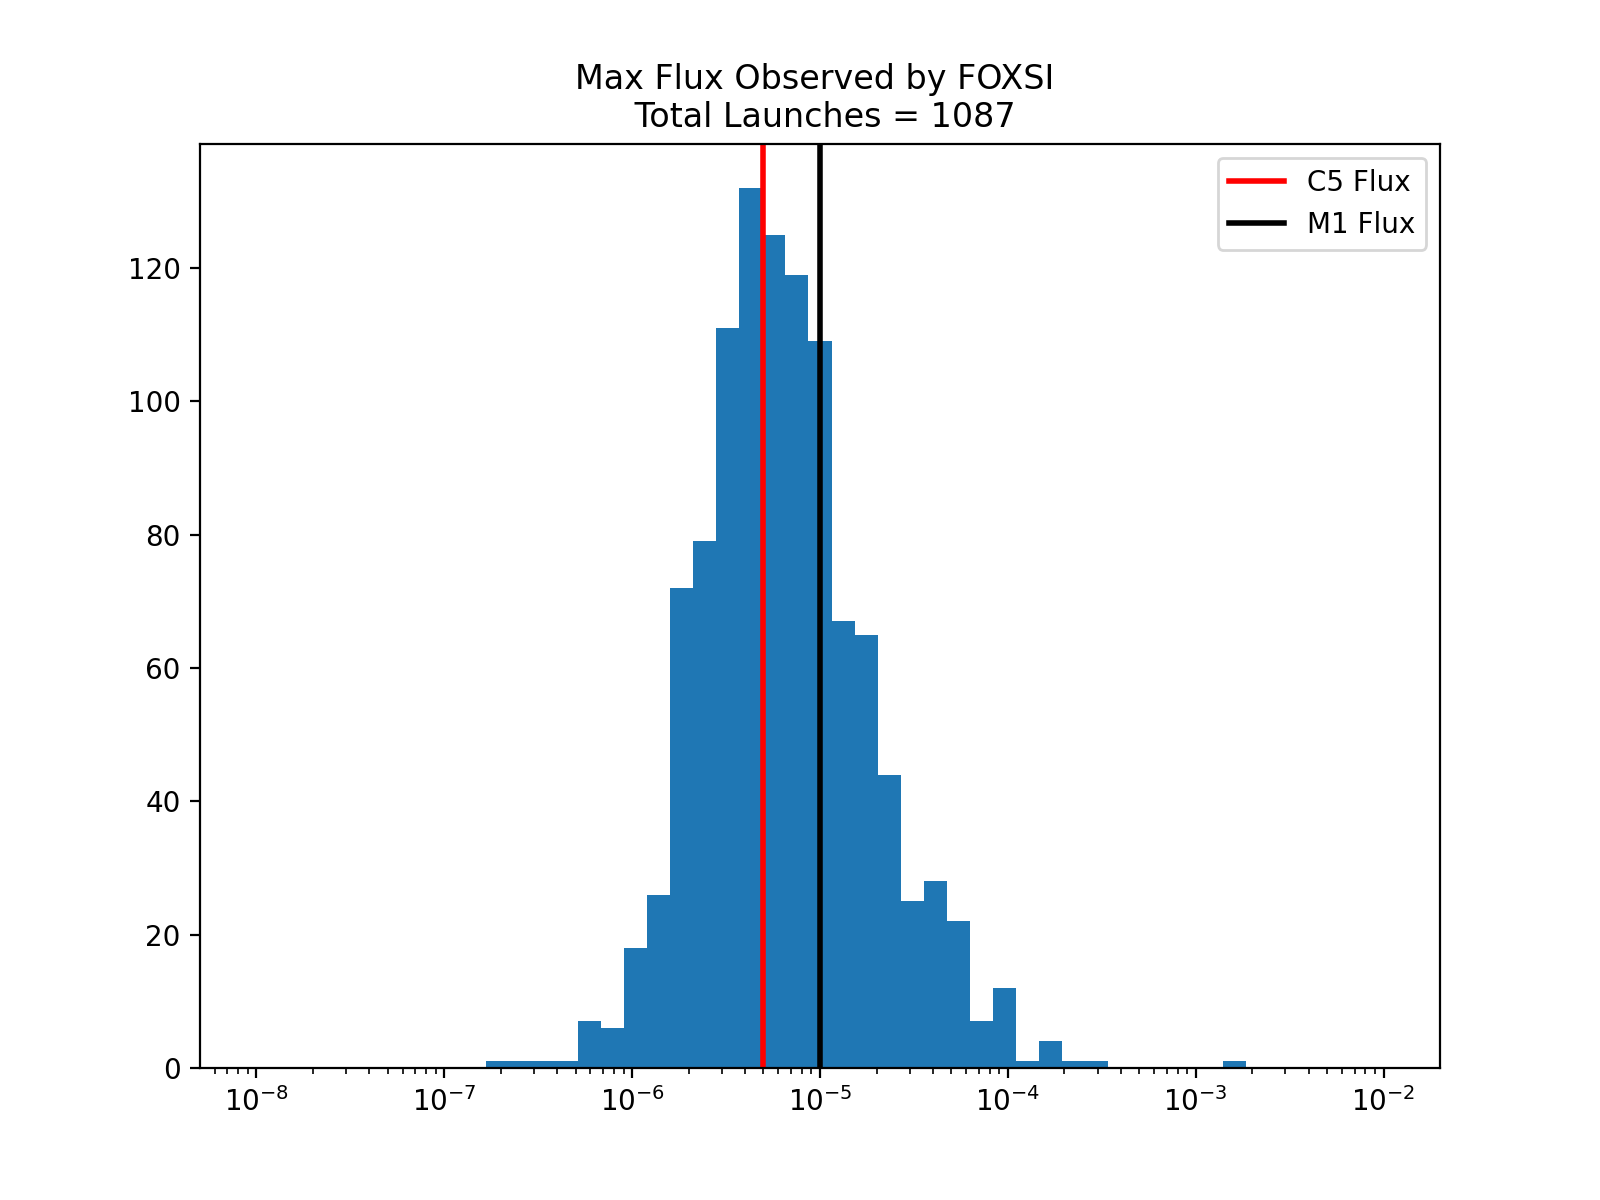 Max Flux Observed by FOXSI
Total Launches = 1087
C5 Flux
M1 Flux
120
100
80
60
40
20
0
10⁻⁸ 10⁻⁷ 10⁻⁶ 10⁻⁵ 10⁻⁴ 10⁻³ 10⁻²